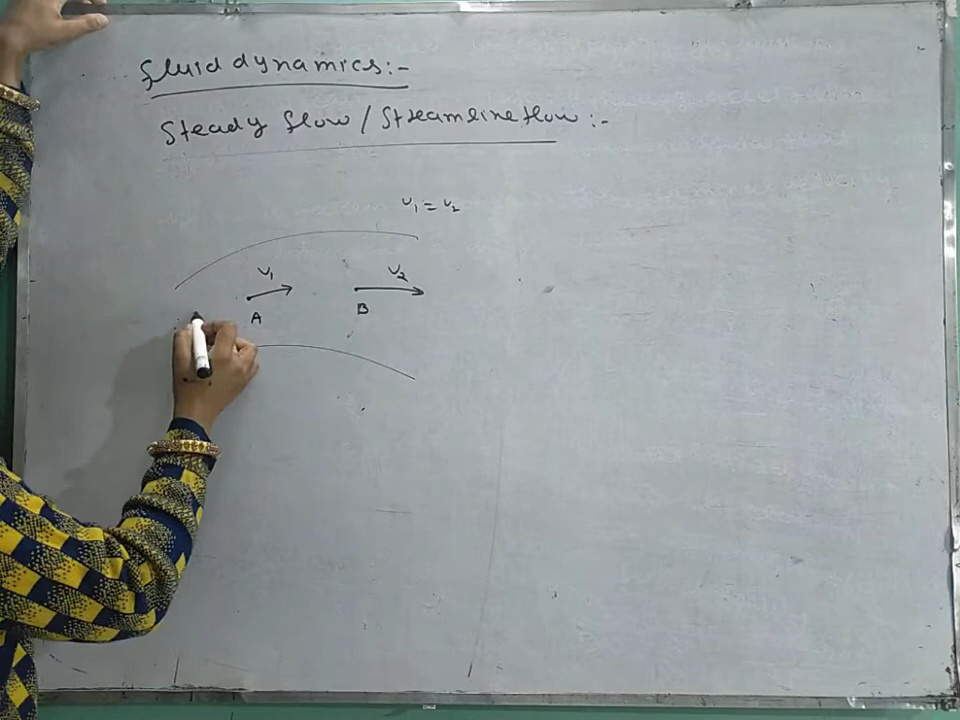 Fluid dynamics:-
Steady flow / Streamline flow :-
v₁ = v₂
v₁ v₂
A B